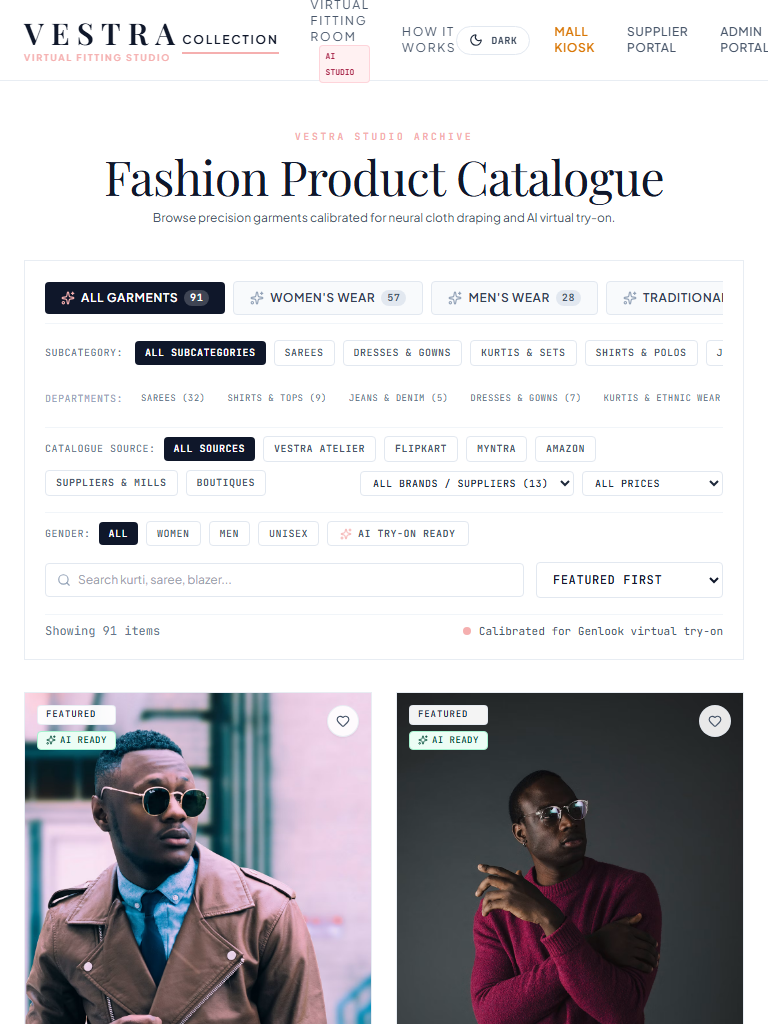 VESTRA
VIRTUAL FITTING STUDIO
COLLECTION
VIRTUAL
FITTING
ROOM
AI
STUDIO
HOW IT
WORKS
DARK
MALL
KIOSK
SUPPLIER
PORTAL
ADMIN
PORTAL
VESTRA STUDIO ARCHIVE
Fashion Product Catalogue
Browse precision garments calibrated for neural cloth draping and AI virtual try-on.
ALL GARMENTS 91
WOMEN'S WEAR 57
MEN'S WEAR 28
TRADITIONAL
SUBCATEGORY: ALL SUBCATEGORIES SAREES DRESSES & GOWNS KURTIS & SETS SHIRTS & POLOS J
DEPARTMENTS: SAREES (32) SHIRTS & TOPS (9) JEANS & DENIM (5) DRESSES & GOWNS (7) KURTIS & ETHNIC WEAR
CATALOGUE SOURCE: ALL SOURCES VESTRA ATELIER FLIPKART MYNTRA AMAZON
SUPPLIERS & MILLS BOUTIQUES ALL BRANDS / SUPPLIERS (13) ALL PRICES
GENDER: ALL WOMEN MEN UNISEX AI TRY-ON READY
Search kurti, saree, blazer... FEATURED FIRST
Showing 91 items Calibrated for Genlook virtual try-on
FEATURED
AI READY
FEATURED
AI READY